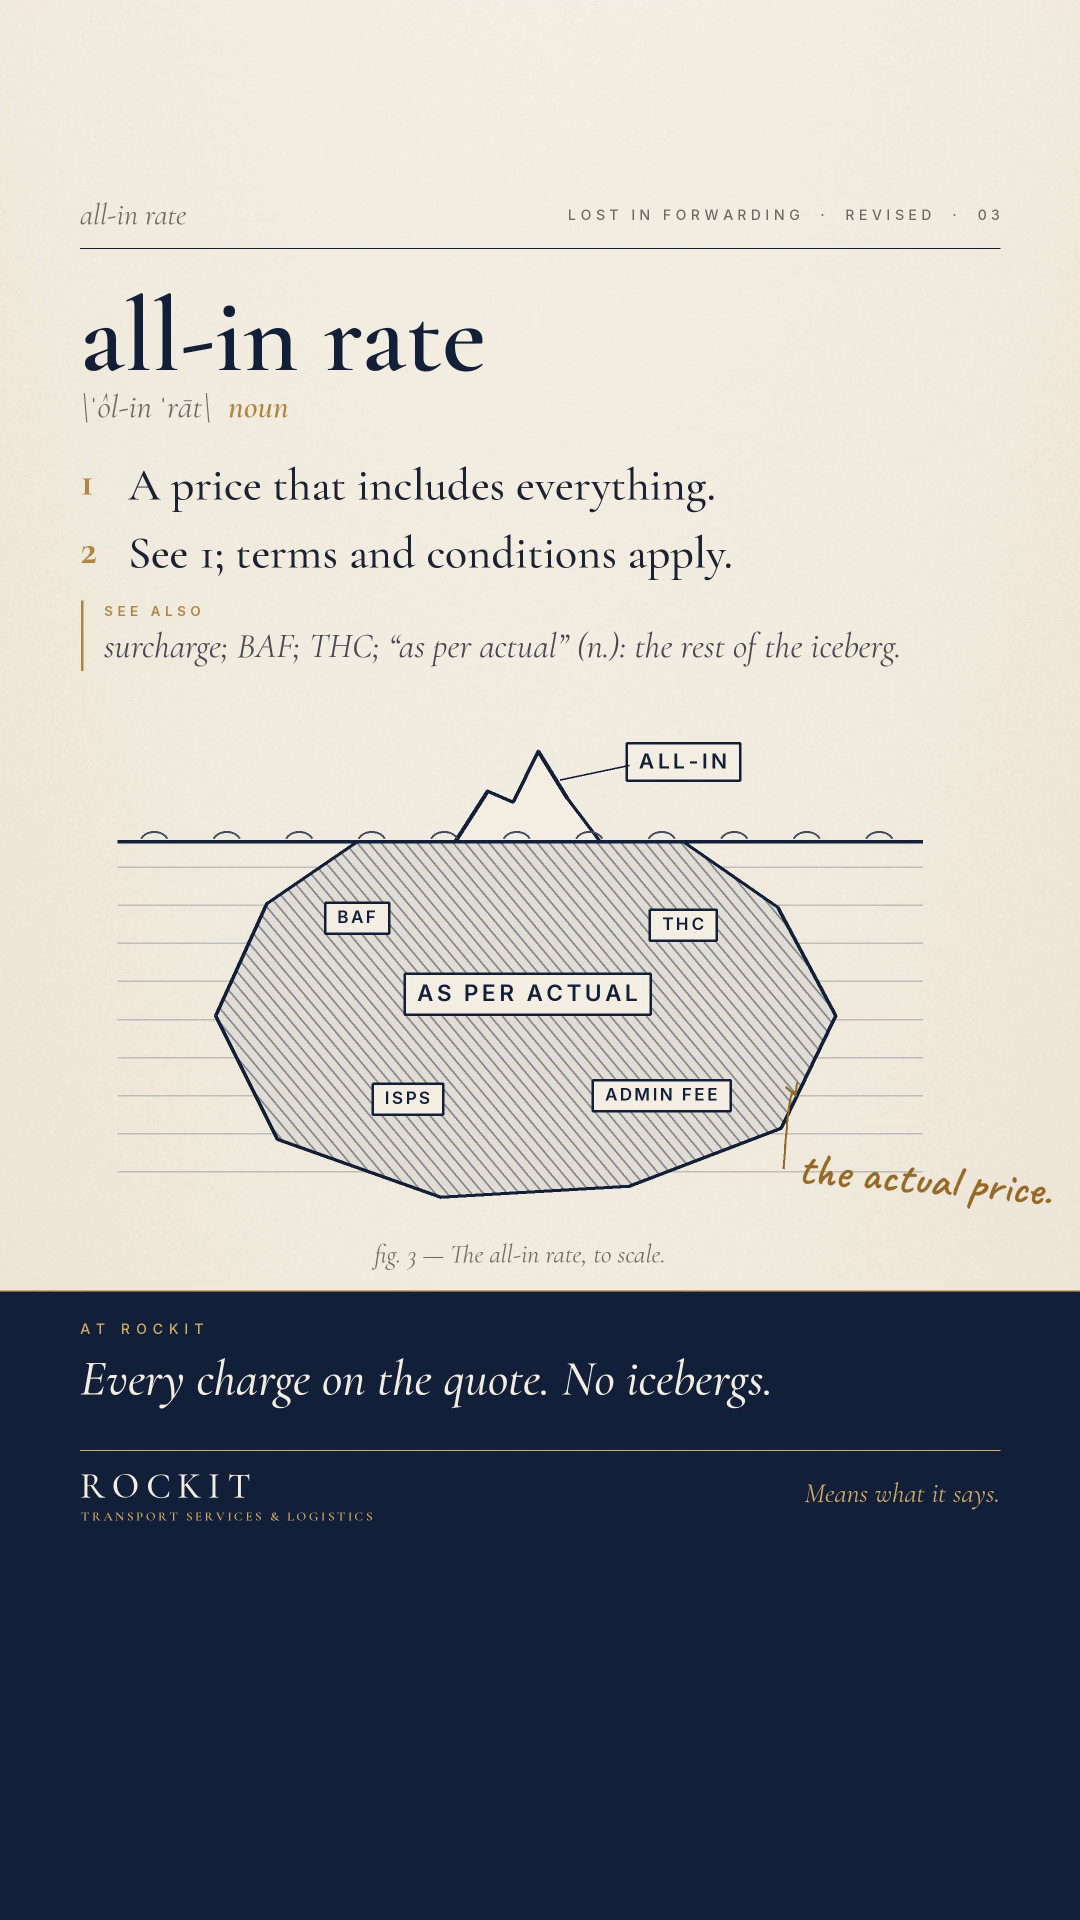 all-in rate
LOST IN FORWARDING · REVISED · 03
all-in rate
\ˈôl-in ˈrāt\ noun
1 A price that includes everything.
2 See 1; terms and conditions apply.
SEE ALSO
surcharge; BAF; THC; “as per actual” (n.): the rest of the iceberg.
ALL-IN
BAF
THC
AS PER ACTUAL
ISPS
ADMIN FEE
the actual price.
fig. 3 — The all-in rate, to scale.
AT ROCKIT
Every charge on the quote. No icebergs.
ROCKIT
TRANSPORT SERVICES & LOGISTICS
Means what it says.